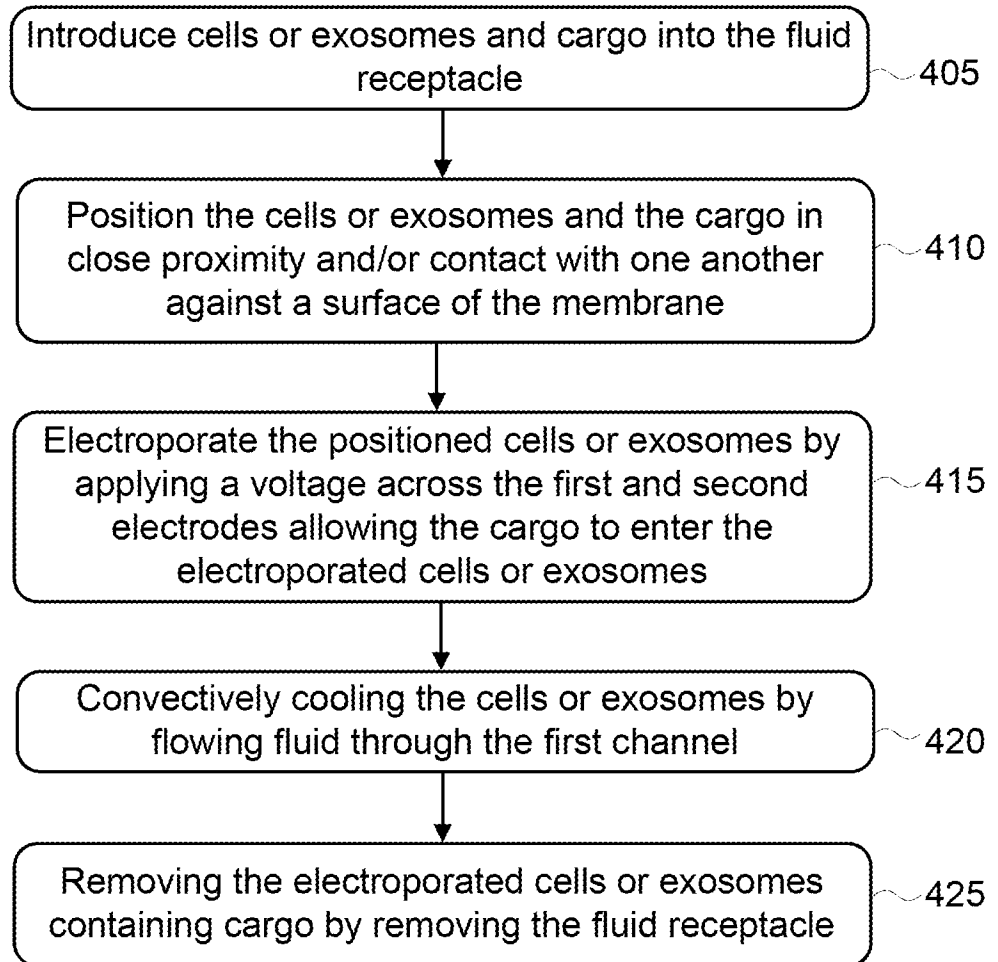 Introduce cells or exosomes and cargo into the fluid
receptacle
405
Position the cells or exosomes and the cargo in
close proximity and/or contact with one another
against a surface of the membrane
410
Electroporate the positioned cells or exosomes by
applying a voltage across the first and second
electrodes allowing the cargo to enter the
electroporated cells or exosomes
415
Convectively cooling the cells or exosomes by
flowing fluid through the first channel
420
Removing the electroporated cells or exosomes
containing cargo by removing the fluid receptacle
425